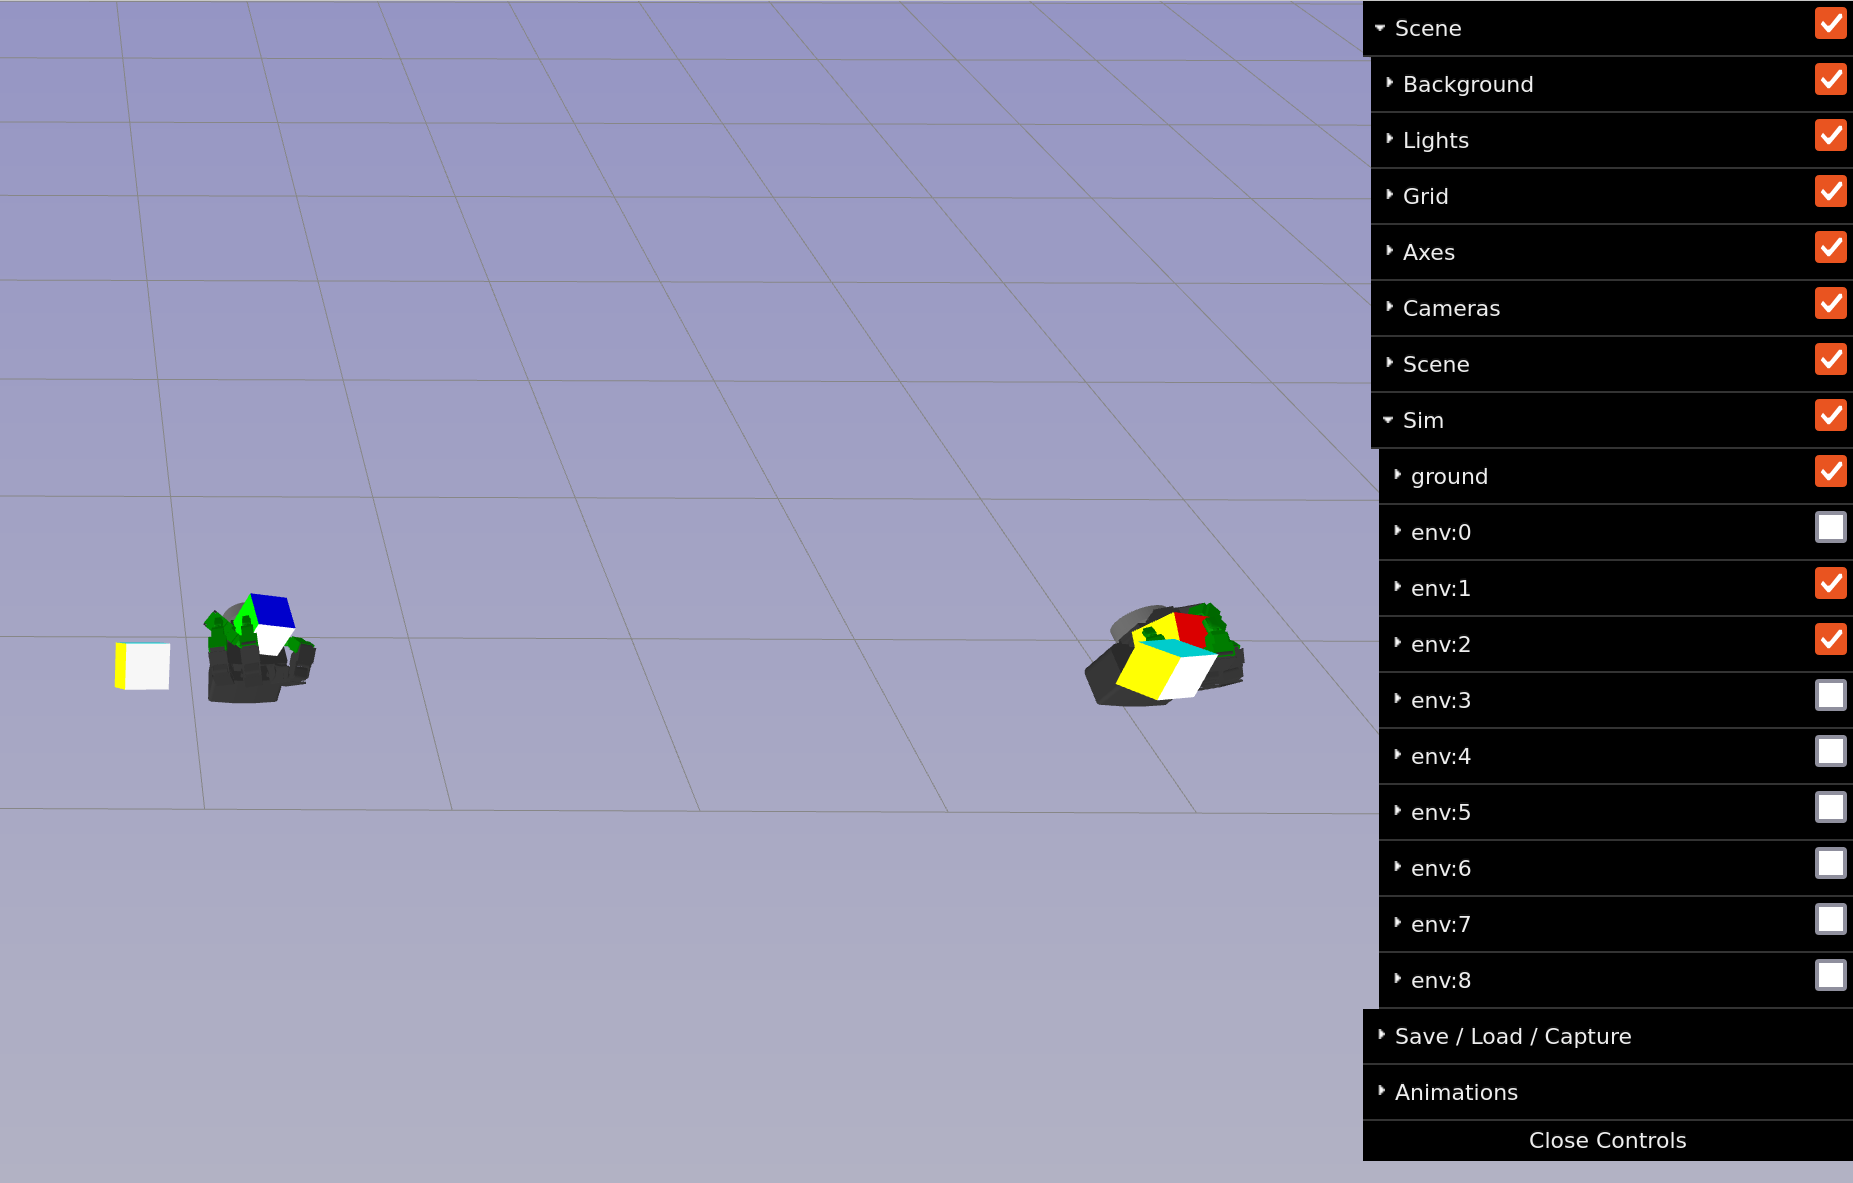 Scene
Background
Lights
Grid
Axes
Cameras
Scene
Sim
ground
env:0
env:1
env:2
env:3
env:4
env:5
env:6
env:7
env:8
Save / Load / Capture
Animations
Close Controls